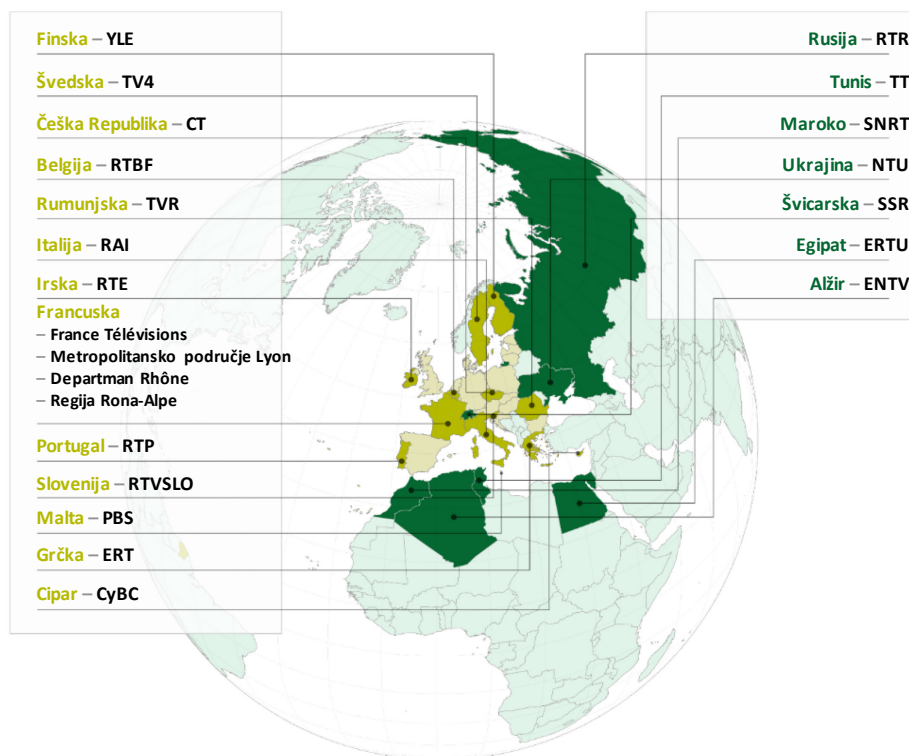 Finska – YLE
Švedska – TV4
Češka Republika – CT
Belgija – RTBF
Rumunjska – TVR
Italija – RAI
Irska – RTE
Francuska
– France Télévisions
– Metropolitansko područje Lyon
– Departman Rhône
– Regija Rona-Alpe
Portugal – RTP
Slovenija – RTVSLO
Malta – PBS
Grčka – ERT
Cipar – CyBC
Rusija – RTR
Tunis – TT
Maroko – SNRT
Ukrajina – NTU
Švicarska – SSR
Egipat – ERTU
Alžir – ENTV